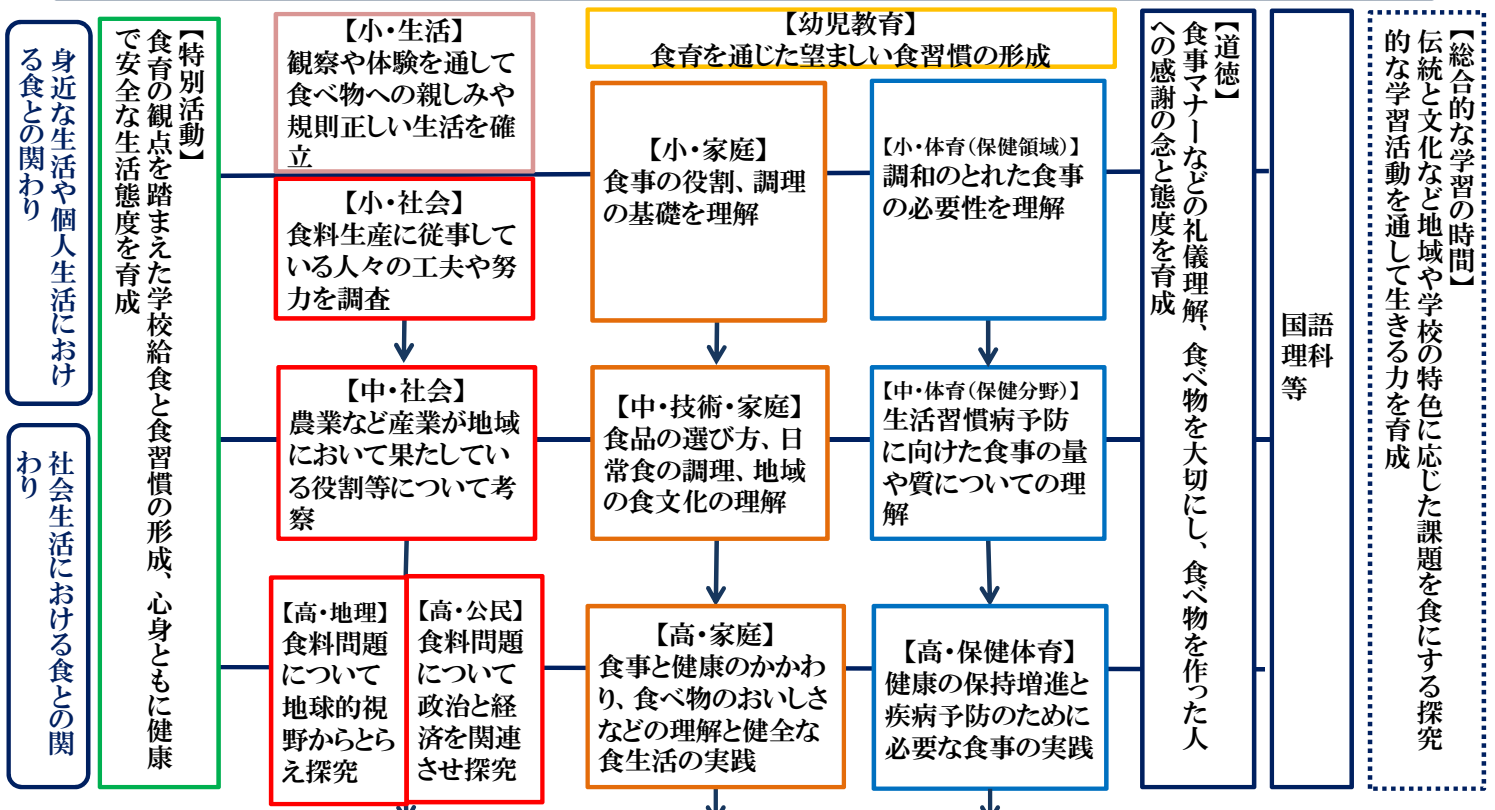 身近な生活や個人生活におけ
る食との関わり
社会生活における食との関
わり
【特別活動】
食育の観点を踏まえた学校給食と食習慣の形成、心身ともに健康
で安全な生活態度を育成
【小・生活】
観察や体験を通して
食べ物への親しみや
規則正しい生活を確
立
【小・社会】
食料生産に従事して
いる人々の工夫や努
力を調査
【中・社会】
農業など産業が地域
において果たしてい
る役割等について考
察
【高・地理】
食料問題
について
地球的視
野からとら
え探究
【高・公民】
食料問題
について
政治と経
済を関連
させ探究
【幼児教育】
食育を通じた望ましい食習慣の形成
【小・家庭】
食事の役割、調理
の基礎を理解
【中・技術・家庭】
食品の選び方、日
常食の調理、地域
の食文化の理解
【高・家庭】
食事と健康のかかわ
り、食べ物のおいしさ
などの理解と健全な
食生活の実践
【小・体育(保健領域)】
調和のとれた食事
の必要性を理解
【中・体育(保健分野)】
生活習慣病予防
に向けた食事の量
や質についての理
解
【高・保健体育】
健康の保持増進と
疾病予防のために
必要な食事の実践
【道徳】
食事マナーなどの礼儀理解、食べ物を大切にし、食べ物を作った人
への感謝の念と態度を育成
国語
理科
等
【総合的な学習の時間】
伝統と文化など地域や学校の特色に応じた課題を食にする探究
的な学習活動を通して生きる力を育成